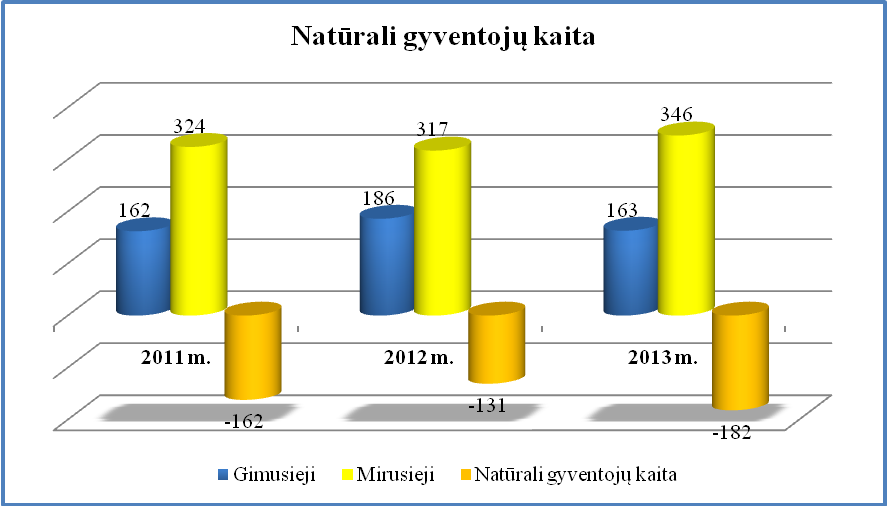 Natūrali gyventojų kaita
324
317
346
162
186
163
2011 m.
2012 m.
2013 m.
-162
-131
-182
Gimusieji
Mirusieji
Natūrali gyventojų kaita